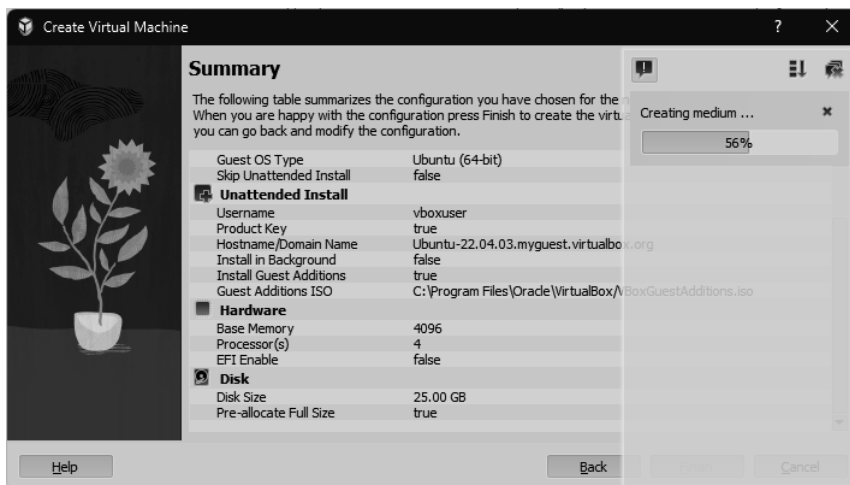 Create Virtual Machine
?
Summary
The following table summarizes the configuration you have chosen for the
When you are happy with the configuration press Finish to create the virtu
you can go back and modify the configuration.
Guest OS Type Ubuntu (64-bit)
Skip Unattended Install false
Unattended Install
Username vboxuser
Product Key true
Hostname/Domain Name Ubuntu-22.04.03.myguest.virtualbox.org
Install in Background false
Install Guest Additions true
Guest Additions ISO C:\Program Files\Oracle\VirtualBox/VBoxGuestAdditions.iso
Hardware
Base Memory 4096
Processor(s) 4
EFI Enable false
Disk
Disk Size 25.00 GB
Pre-allocate Full Size true
Creating medium ...
56%
Help
Back
Finish
Cancel